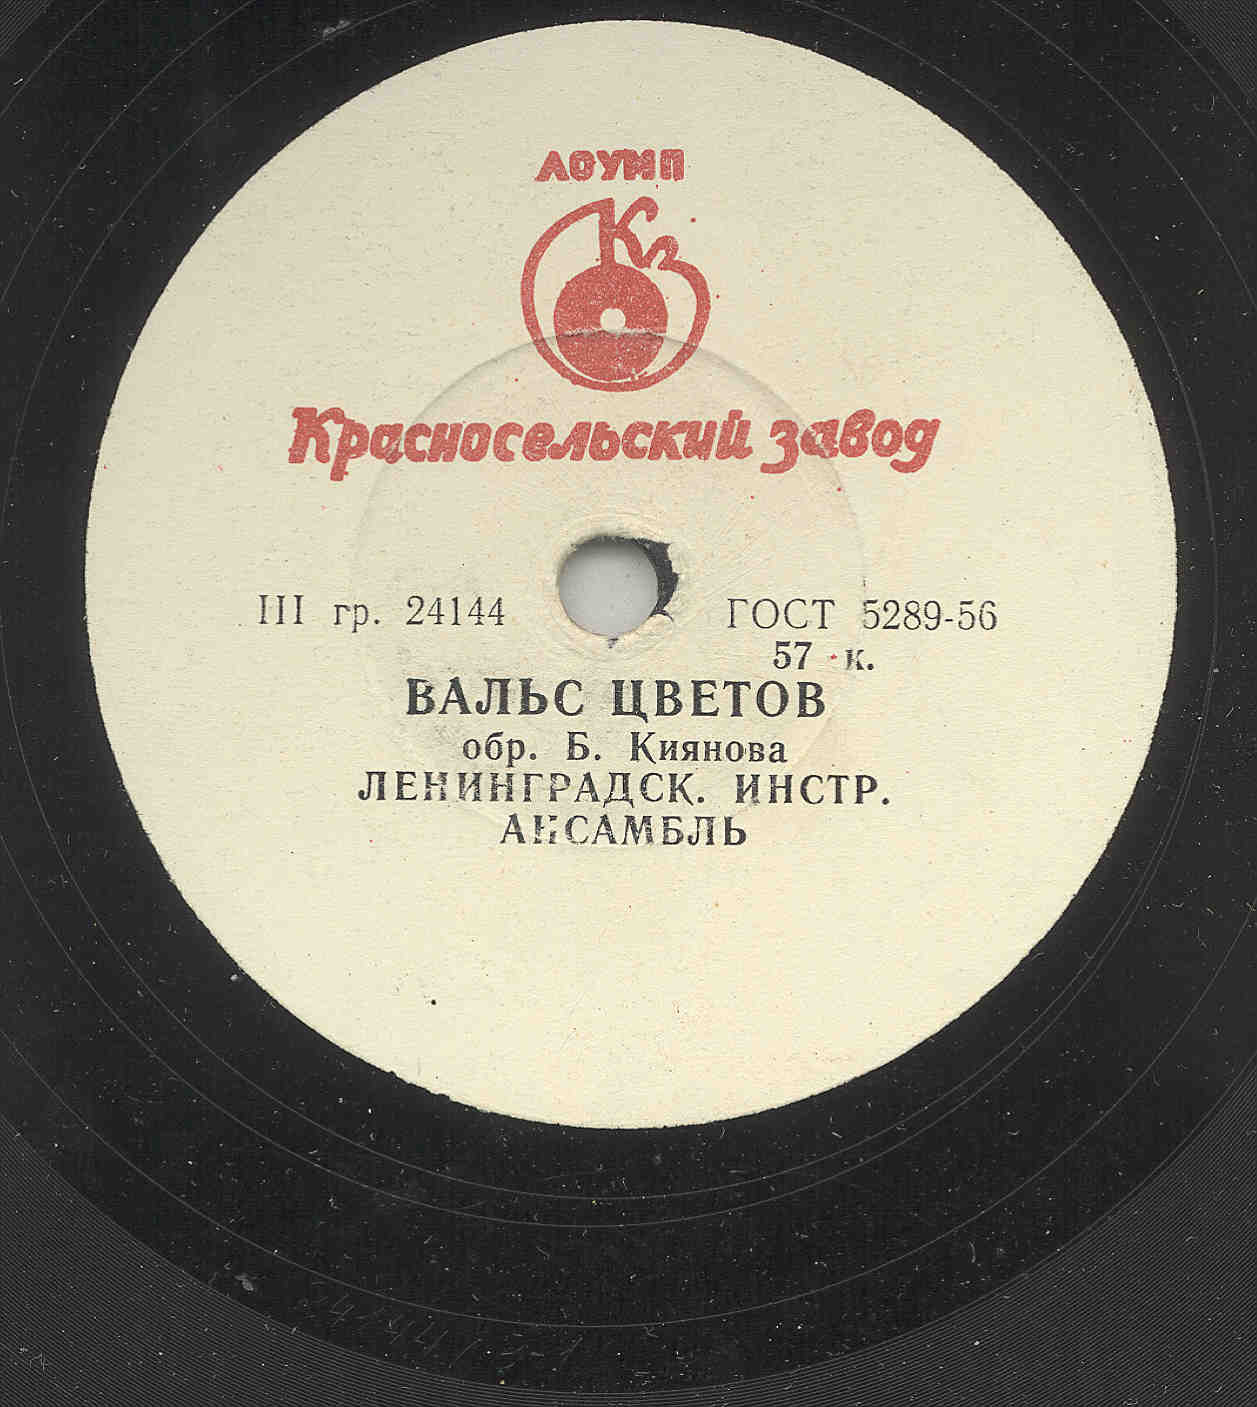 ЛОУМП
Кз
Красносельский завод
III гр. 24144 ГОСТ 5289-56
57 к.
ВАЛЬС ЦВЕТОВ
обр. Б. Киянова
ЛЕНИНГРАДСК. ИНСТР.
АНСАМБЛЬ